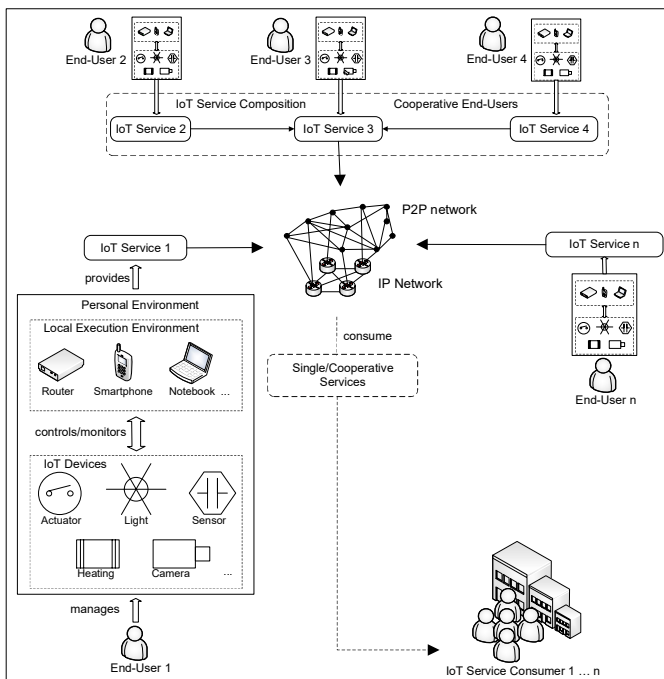 End-User 2
End-User 3
End-User 4
IoT Service Composition
Cooperative End-Users
IoT Service 2
IoT Service 3
IoT Service 4
P2P network
IoT Service 1
IoT Service n
IP Network
provides
Personal Environment
Local Execution Environment
Router
Smartphone
Notebook ...
consume
Single/Cooperative
Services
End-User n
controls/monitors
IoT Devices
Actuator
Light
Sensor
Heating
Camera
...
manages
End-User 1
IoT Service Consumer 1 ... n